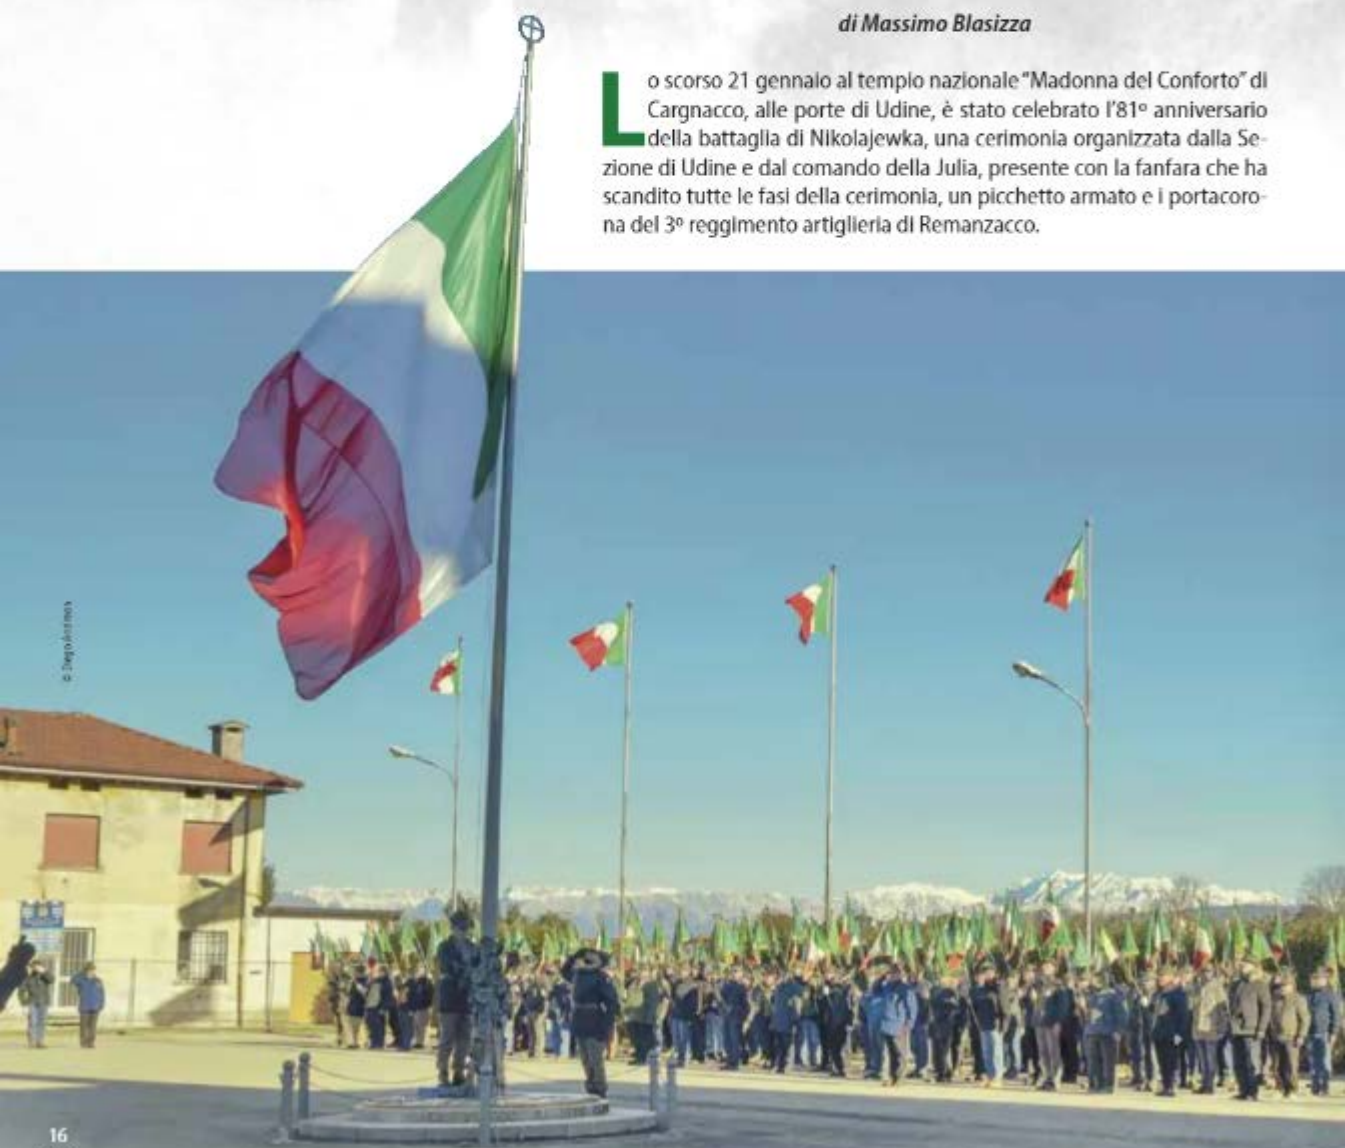 di Massimo Blasizza
Lo scorso 21 gennaio al tempio nazionale "Madonna del Conforto" di
Cargnacco, alle porte di Udine, è stato celebrato l'81º anniversario
della battaglia di Nikolajewka, una cerimonia organizzata dalla Se-
zione di Udine e dal comando della Julia, presente con la fanfara che ha
scandito tutte le fasi della cerimonia, un picchetto armato e i portacoro-
na del 3º reggimento artiglieria di Remanzacco.
©
16